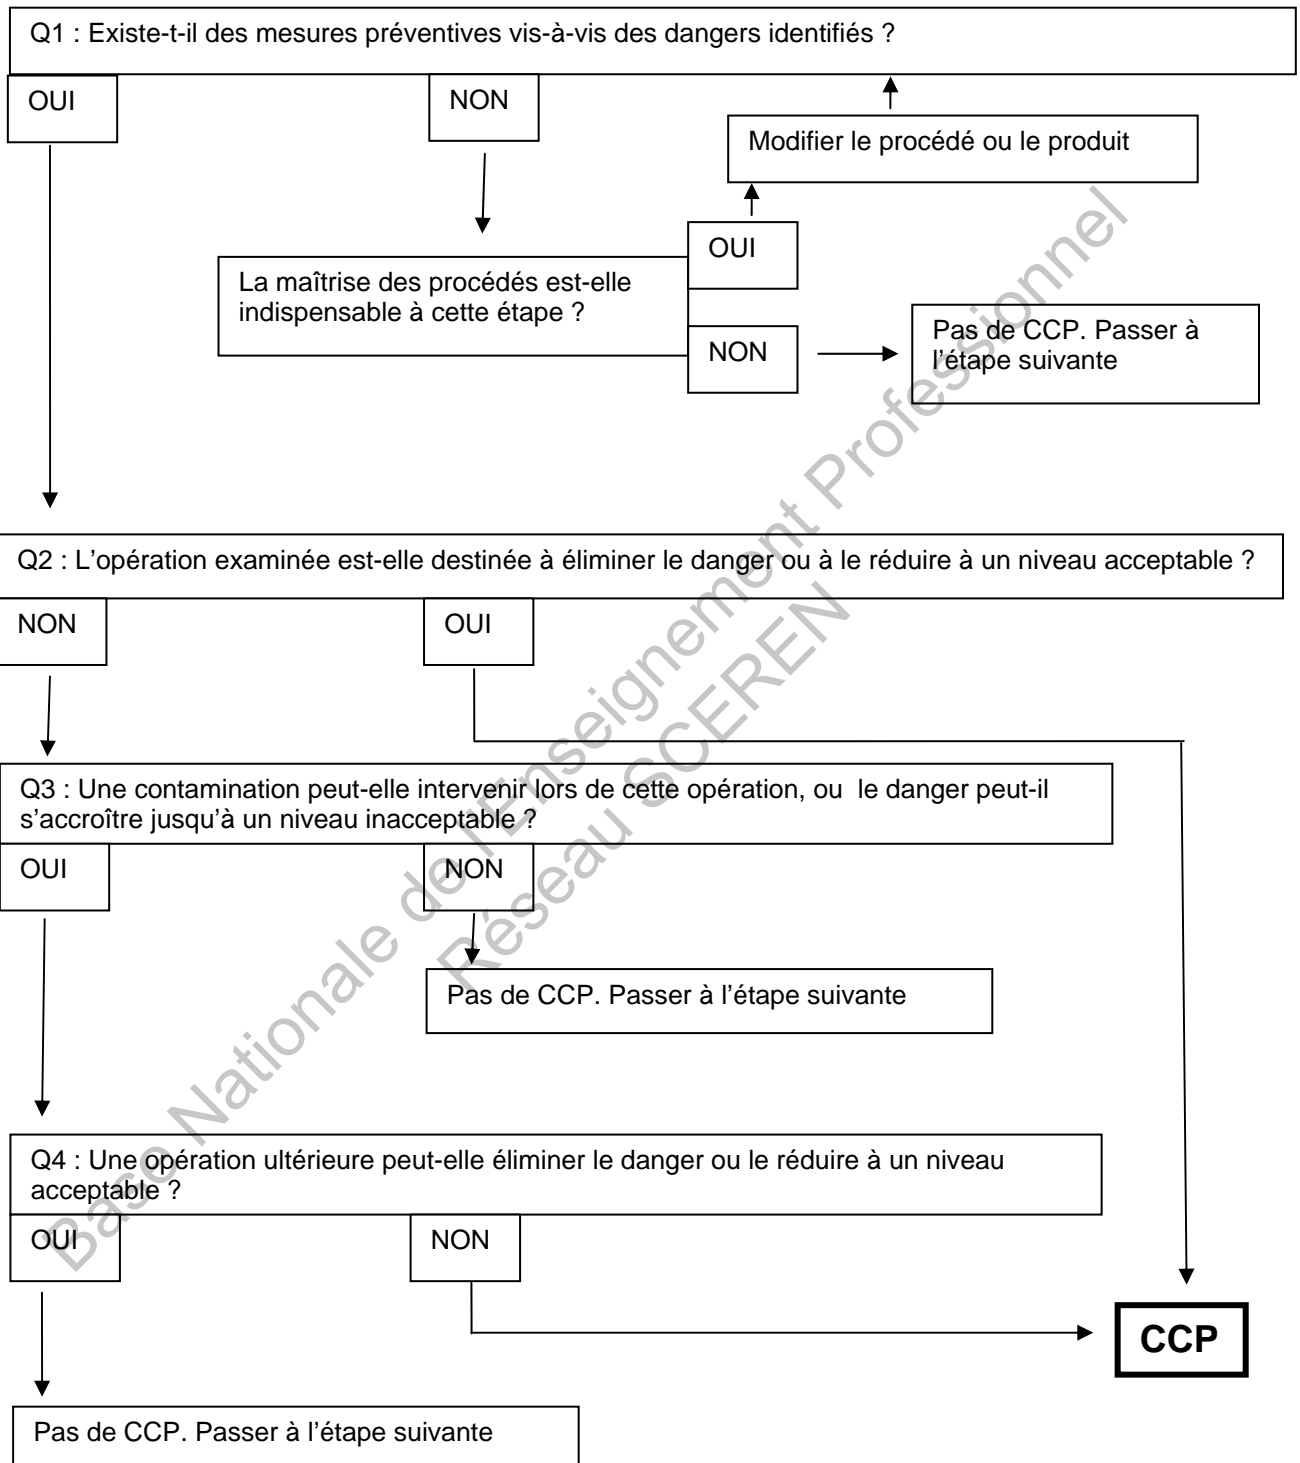 Q1 : Existe-t-il des mesures préventives vis-à-vis des dangers identifiés ?
OUI
NON
Modifier le procédé ou le produit
OUI
La maîtrise des procédés est-elle
indispensable à cette étape ?
NON
Pas de CCP. Passer à
l’étape suivante
Q2 : L’opération examinée est-elle destinée à éliminer le danger ou à le réduire à un niveau acceptable ?
NON
OUI
Q3 : Une contamination peut-elle intervenir lors de cette opération, ou  le danger peut-il
s’accroître jusqu’à un niveau inacceptable ?
OUI
NON
Pas de CCP. Passer à l’étape suivante
Q4 : Une opération ultérieure peut-elle éliminer le danger ou le réduire à un niveau
acceptable ?
OUI
NON
CCP
Pas de CCP. Passer à l’étape suivante
Base Nationale de l'Enseignement Professionnel
Réseau SCEREN